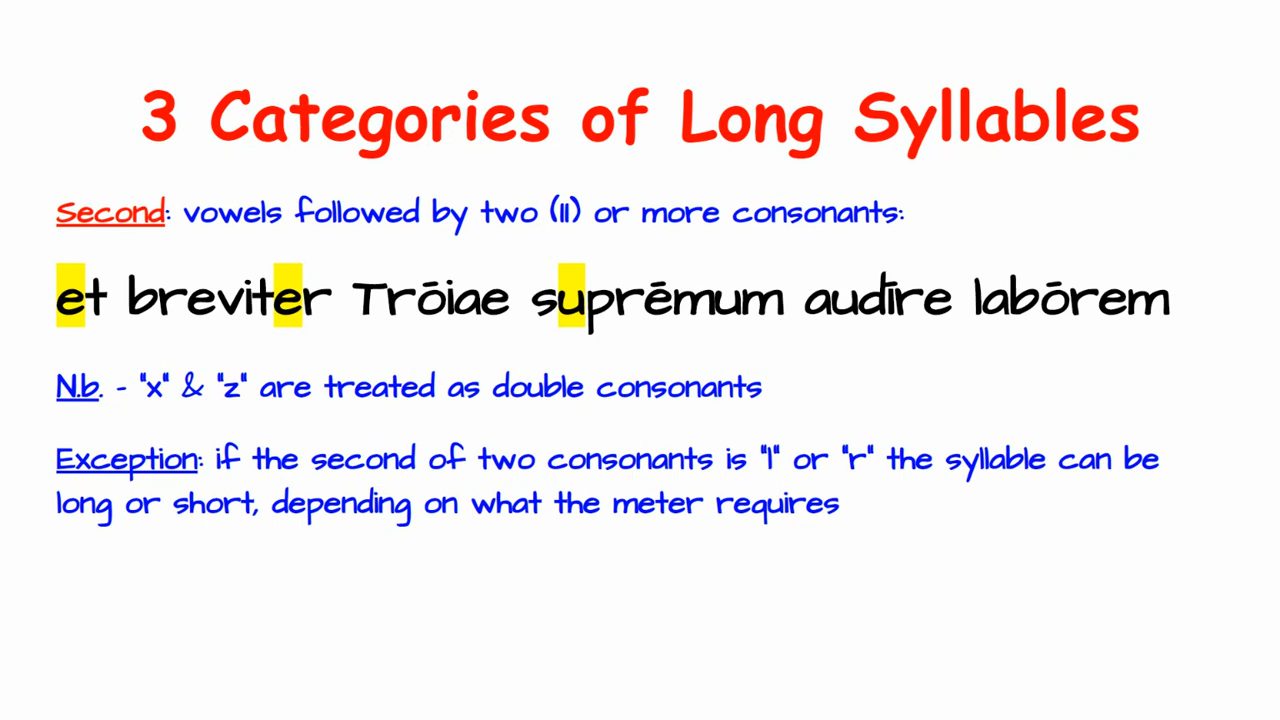 3 Categories of Long Syllables
Second: vowels followed by two (II) or more consonants:
et breviter Trōiae suprēmum audīre labōrem
N.b. - "x" & "z" are treated as double consonants
Exception: if the second of two consonants is "l" or "r" the syllable can be
long or short, depending on what the meter requires